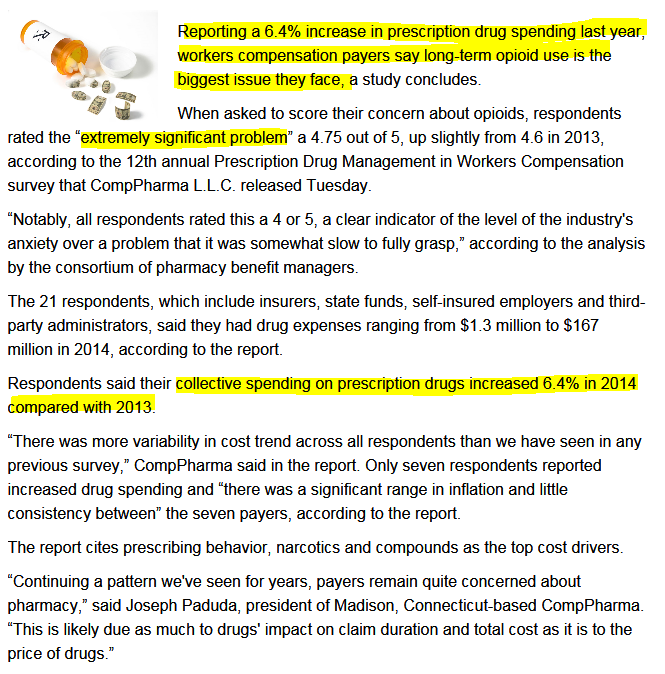 Reporting a 6.4% increase in prescription drug spending last year,
workers compensation payers say long-term opioid use is the
biggest issue they face, a study concludes.
When asked to score their concern about opioids, respondents
rated the “extremely significant problem” a 4.75 out of 5, up slightly from 4.6 in 2013,
according to the 12th annual Prescription Drug Management in Workers Compensation
survey that CompPharma L.L.C. released Tuesday.
“Notably, all respondents rated this a 4 or 5, a clear indicator of the level of the industry's
anxiety over a problem that it was somewhat slow to fully grasp,” according to the analysis
by the consortium of pharmacy benefit managers.
The 21 respondents, which include insurers, state funds, self-insured employers and third-
party administrators, said they had drug expenses ranging from $1.3 million to $167
million in 2014, according to the report.
Respondents said their collective spending on prescription drugs increased 6.4% in 2014
compared with 2013.
“There was more variability in cost trend across all respondents than we have seen in any
previous survey,” CompPharma said in the report. Only seven respondents reported
increased drug spending and “there was a significant range in inflation and little
consistency between” the seven payers, according to the report.
The report cites prescribing behavior, narcotics and compounds as the top cost drivers.
“Continuing a pattern we've seen for years, payers remain quite concerned about
pharmacy,” said Joseph Paduda, president of Madison, Connecticut-based CompPharma.
“This is likely due as much to drugs' impact on claim duration and total cost as it is to the
price of drugs.”